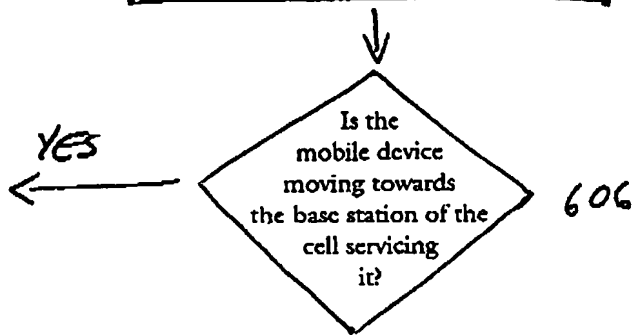 YES
Is the
mobile device
moving towards
the base station of the
cell servicing
it?
606